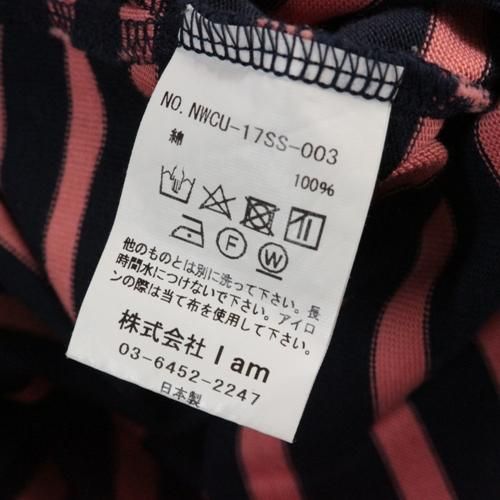 NO. NWCU-17SS-003
綿 100%
F W
他のものとは別に洗って下さい。長
時間水につけないで下さい。アイロ
ンの際は当て布を使用して下さい。
株式会社 I am
03-6452-2247
日本製